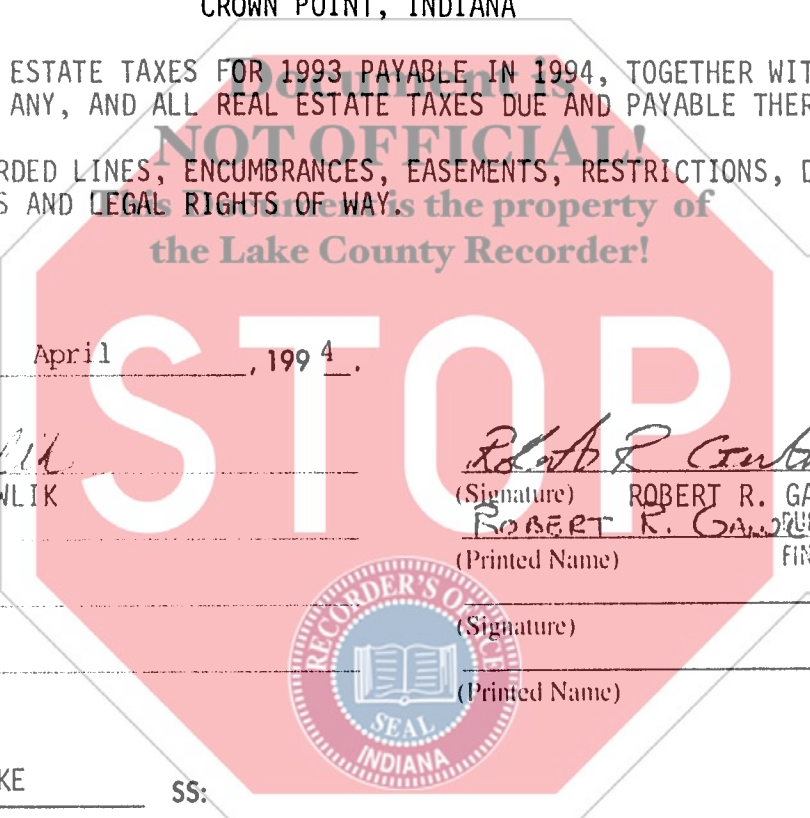 CROWN POINT, INDIANA
ESTATE TAXES FOR 1993 PAYABLE IN 1994, TOGETHER WIT
Document is
ANY, AND ALL REAL ESTATE TAXES DUE AND PAYABLE THER
NOT OFFICIAL!
RDED LINES, ENCUMBRANCES, EASEMENTS, RESTRICTIONS, D
S AND LEGAL RIGHTS OF WAY.
This Document is the property of
the Lake County Recorder!
STOP
April, 1994.
WLIK
(Signature) ROBERT R. GA
ROBERT R.
(Printed Name) FIN
(Signature)
(Printed Name)
RECORDER'S OFFICE
SEAL
INDIANA
KE SS: